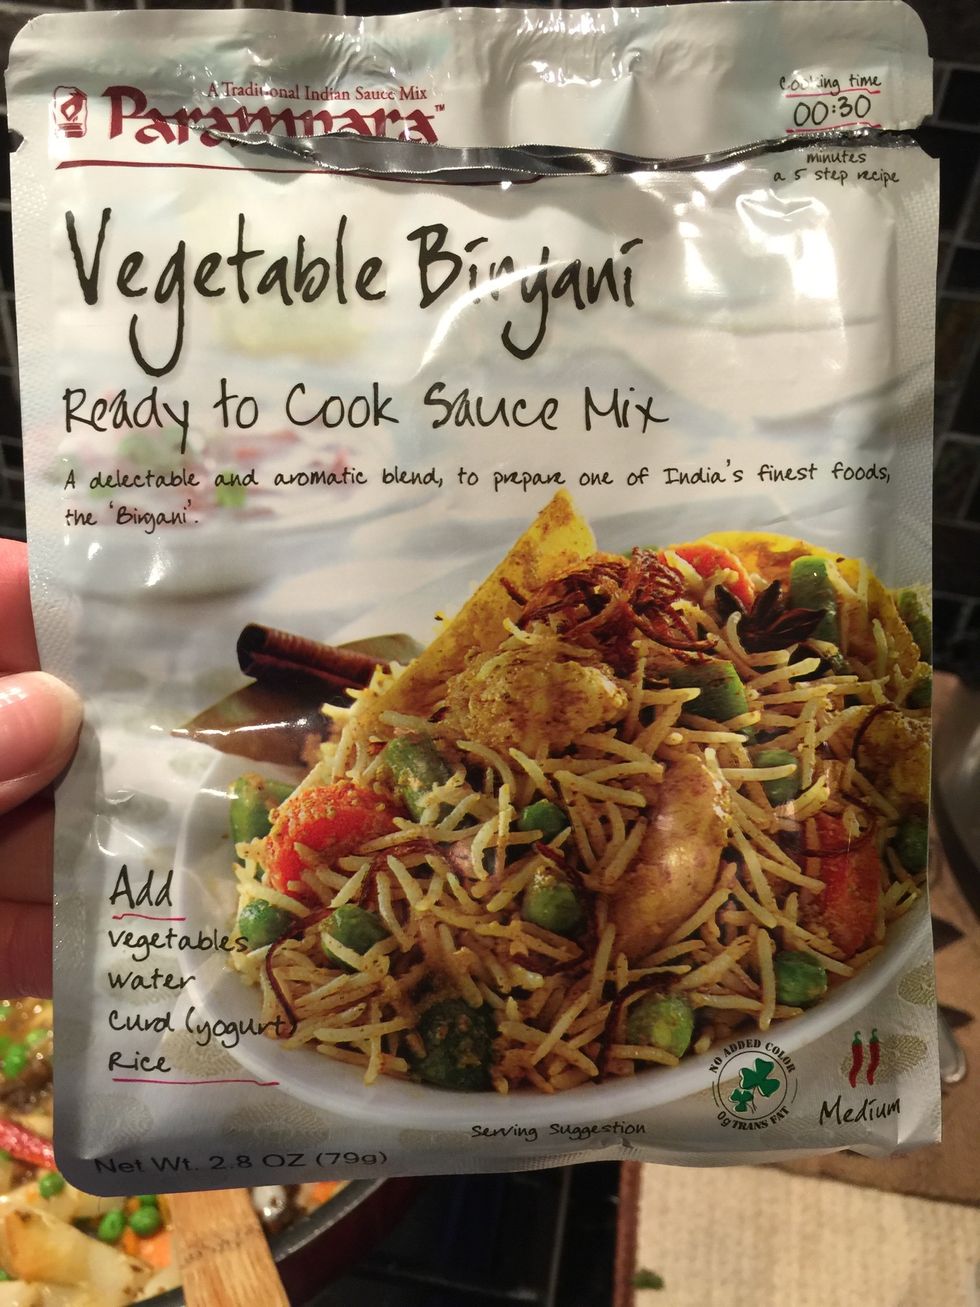 A Traditional Indian Sauce Mix
Parampara™
Cooking time
00:30
minutes
a 5 step recipe
Vegetable Biryani
Ready to Cook Sauce Mix
A delectable and aromatic blend, to prepare one of India's finest foods,
the 'Biryani'.
Add
vegetables
water
Curd (yogurt)
Rice
NO ADDED COLOR
0g TRANS FAT
Medium
Serving Suggestion
Net Wt. 2.8 OZ (79g)